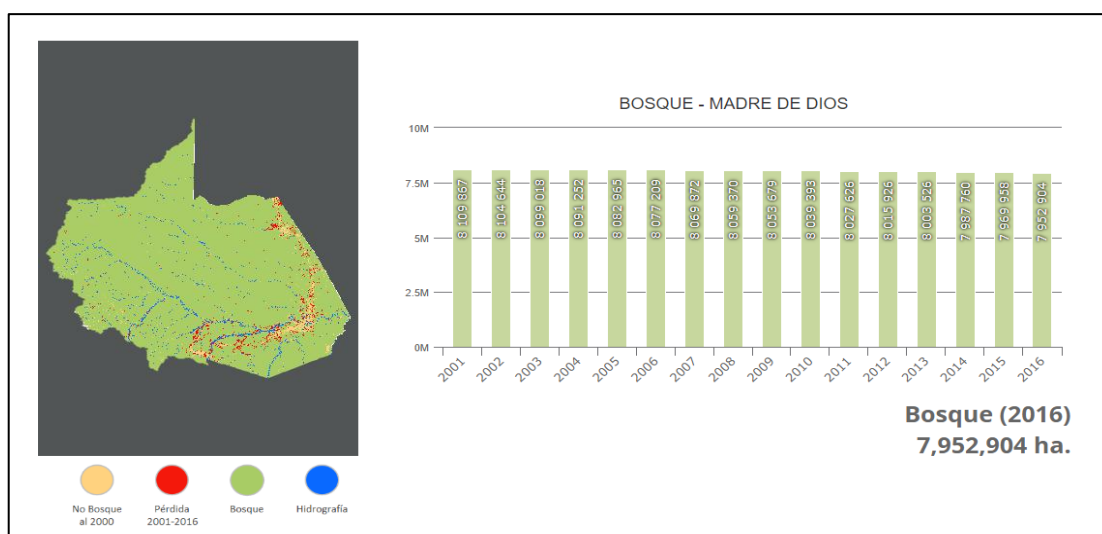 BOSQUE - MADRE DE DIOS
10M
7.5M
5M
2.5M
0M
8 109 867
8 104 644
8 099 018
8 091 252
8 082 965
8 077 209
8 069 872
8 059 370
8 053 679
8 039 393
8 027 626
8 015 926
8 003 526
7 987 760
7 969 958
7 952 904
2001
2002
2003
2004
2005
2006
2007
2008
2009
2010
2011
2012
2013
2014
2015
2016
Bosque (2016)
7,952,904 ha.
No Bosque
al 2000
Pérdida
2001-2016
Bosque
Hidrografía